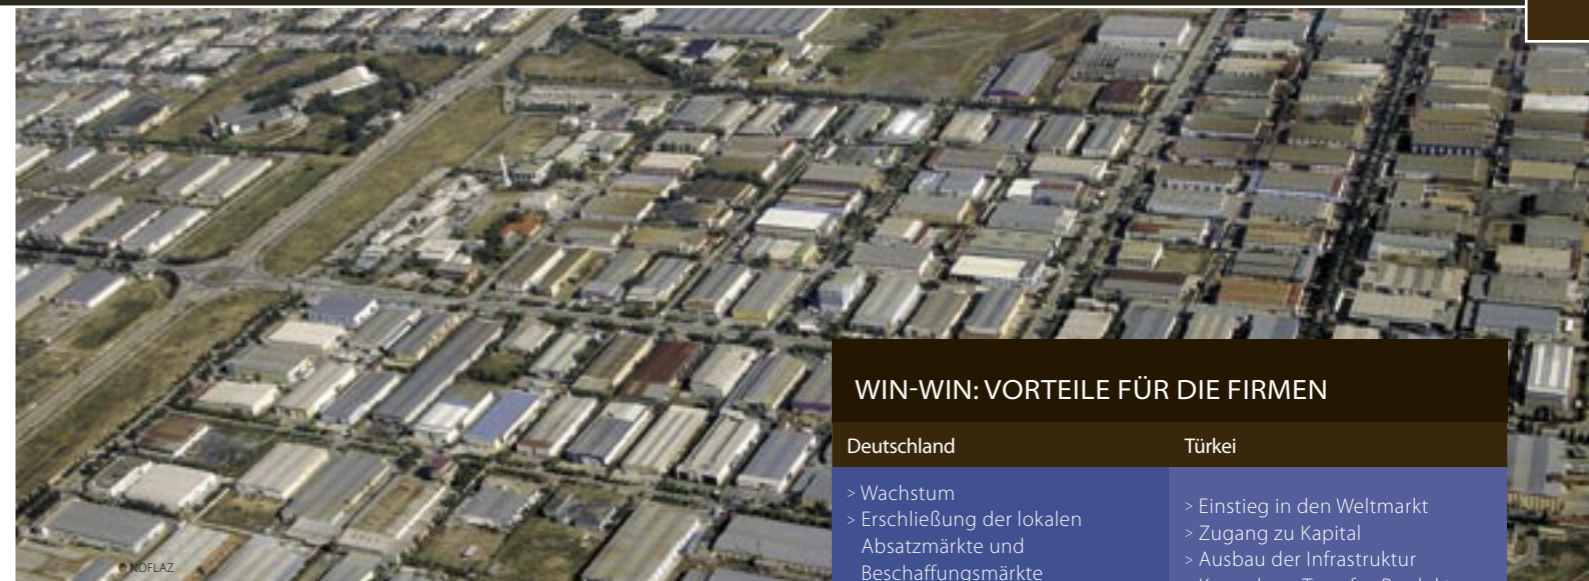 WIN-WIN: VORTEILE FÜR DIE FIRMEN
Deutschland
> Wachstum
> Erschließung der lokalen
Absatzmärkte und
Beschaffungsmärkte
Türkei
> Einstieg in den Weltmarkt
> Zugang zu Kapital
> Ausbau der Infrastruktur
© NOFLAZ